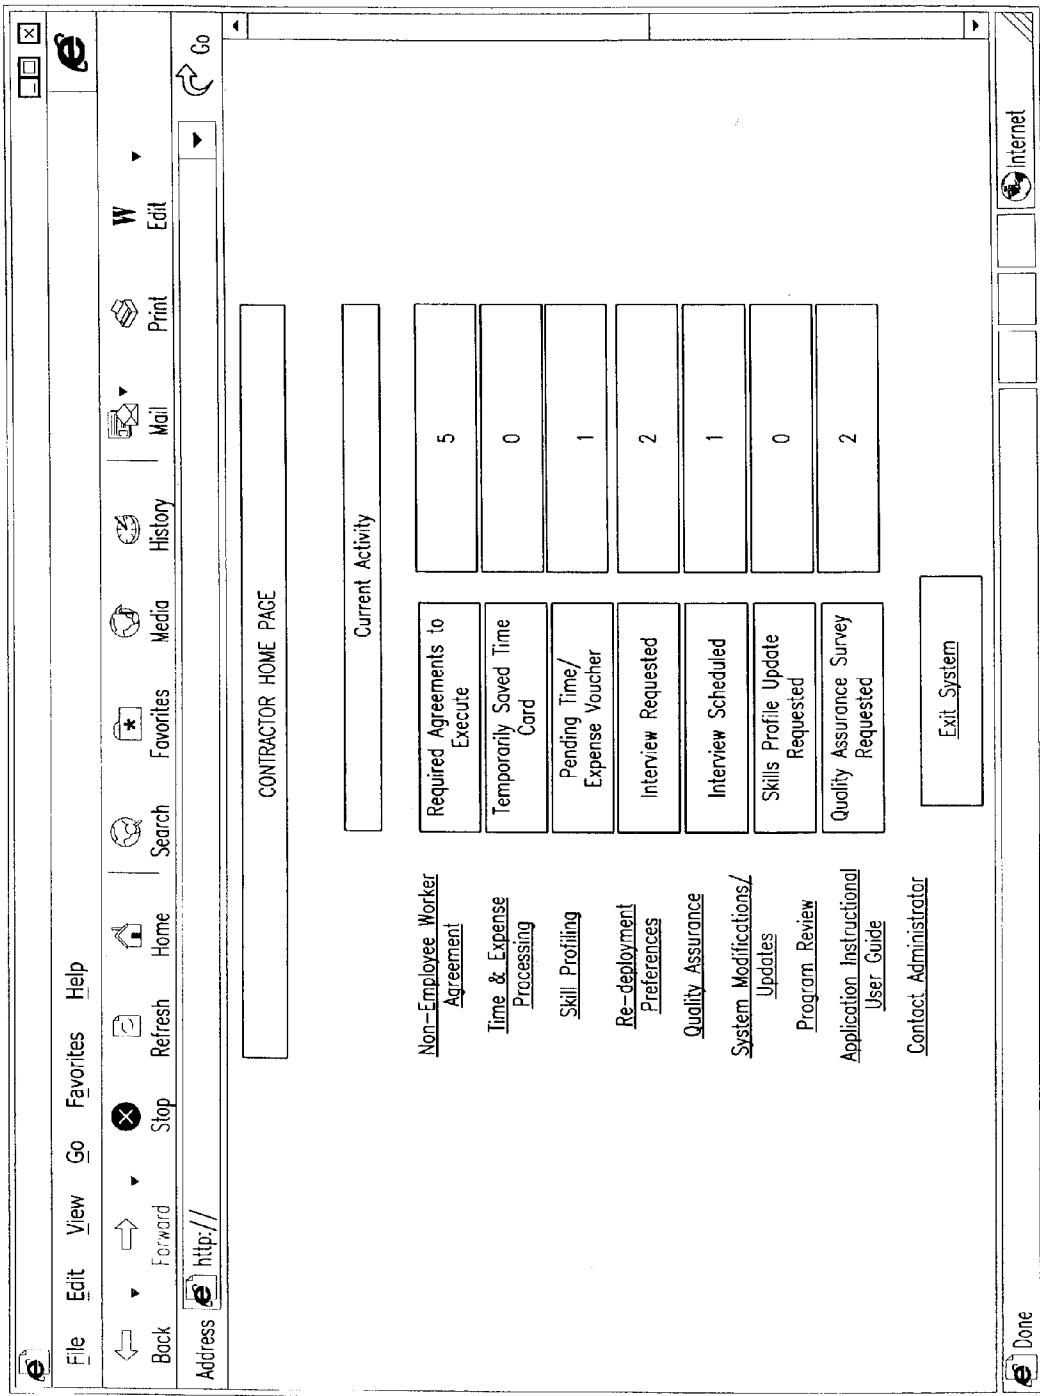 File Edit View Go Favorites Help
Back Forward Stop Refresh Home Search Favorites Media History Mail Print Edit
Address http:// Go
CONTRACTOR HOME PAGE
Current Activity
Non-Employee Worker
Agreement
Time & Expense
Processing
Skill Profiling
Re-deployment
Preferences
Quality Assurance
System Modifications/
Updates
Program Review
Application Instructional
User Guide
Contact Administrator
Required Agreements to
Execute
5
Temporarily Saved Time
Card
0
Pending Time/
Expense Voucher
1
Interview Requested
2
Interview Scheduled
1
Skills Profile Update
Requested
0
Quality Assurance Survey
Requested
2
Exit System
Done Internet